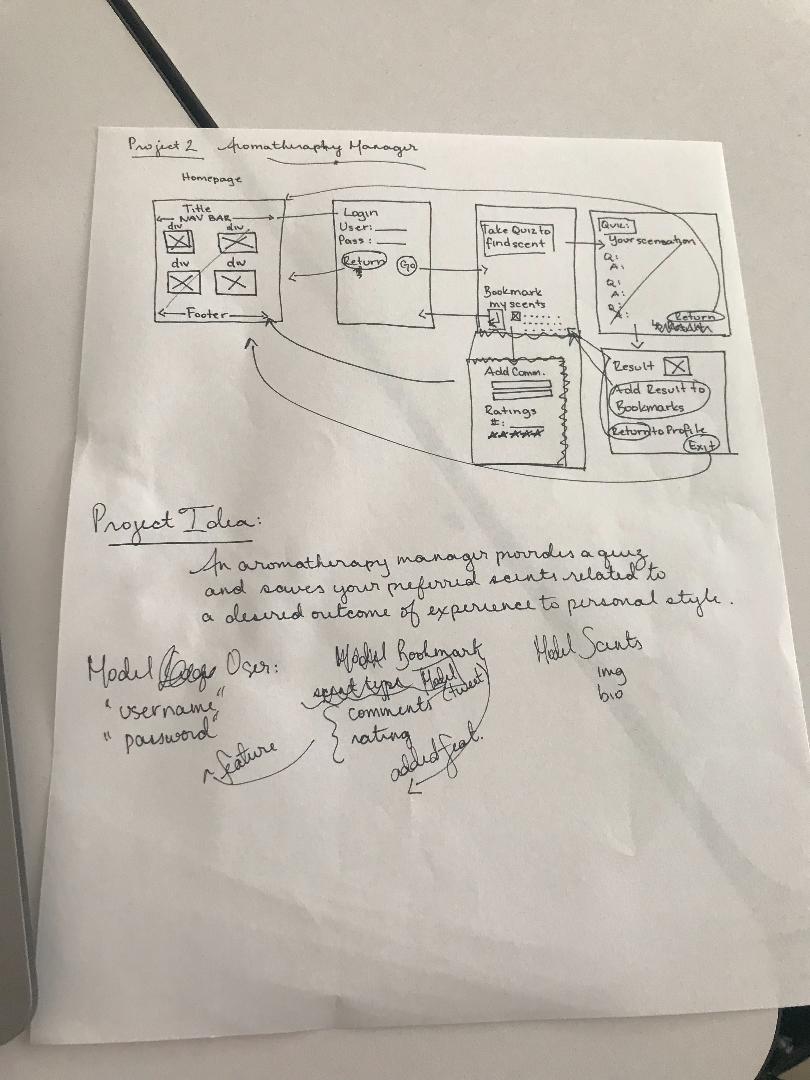 Project 2 Aromatheraphy Manager
Homepage
Title
NAV BAR
div div
div div
Footer
Login
User:
Pass:
Return Go
Take Quiz to
find scent
Bookmark
my scents
Add Comm.
Ratings
#:
Quiz:
Your scensation
Q:
A:
Q:
A:
Q:
A:
Return
Result
Add Result to
Bookmarks
Return to Profile
Exit
Project Idea:
An aromatherapy manager provides a quiz
and saves your preferred scents related to
a desired outcome of experience to personal style.
Model User:
"username"
"password"
feature
Model Bookmark
scent type Model
comments (tweet)
rating
added feat.
Model Scents
img
bio